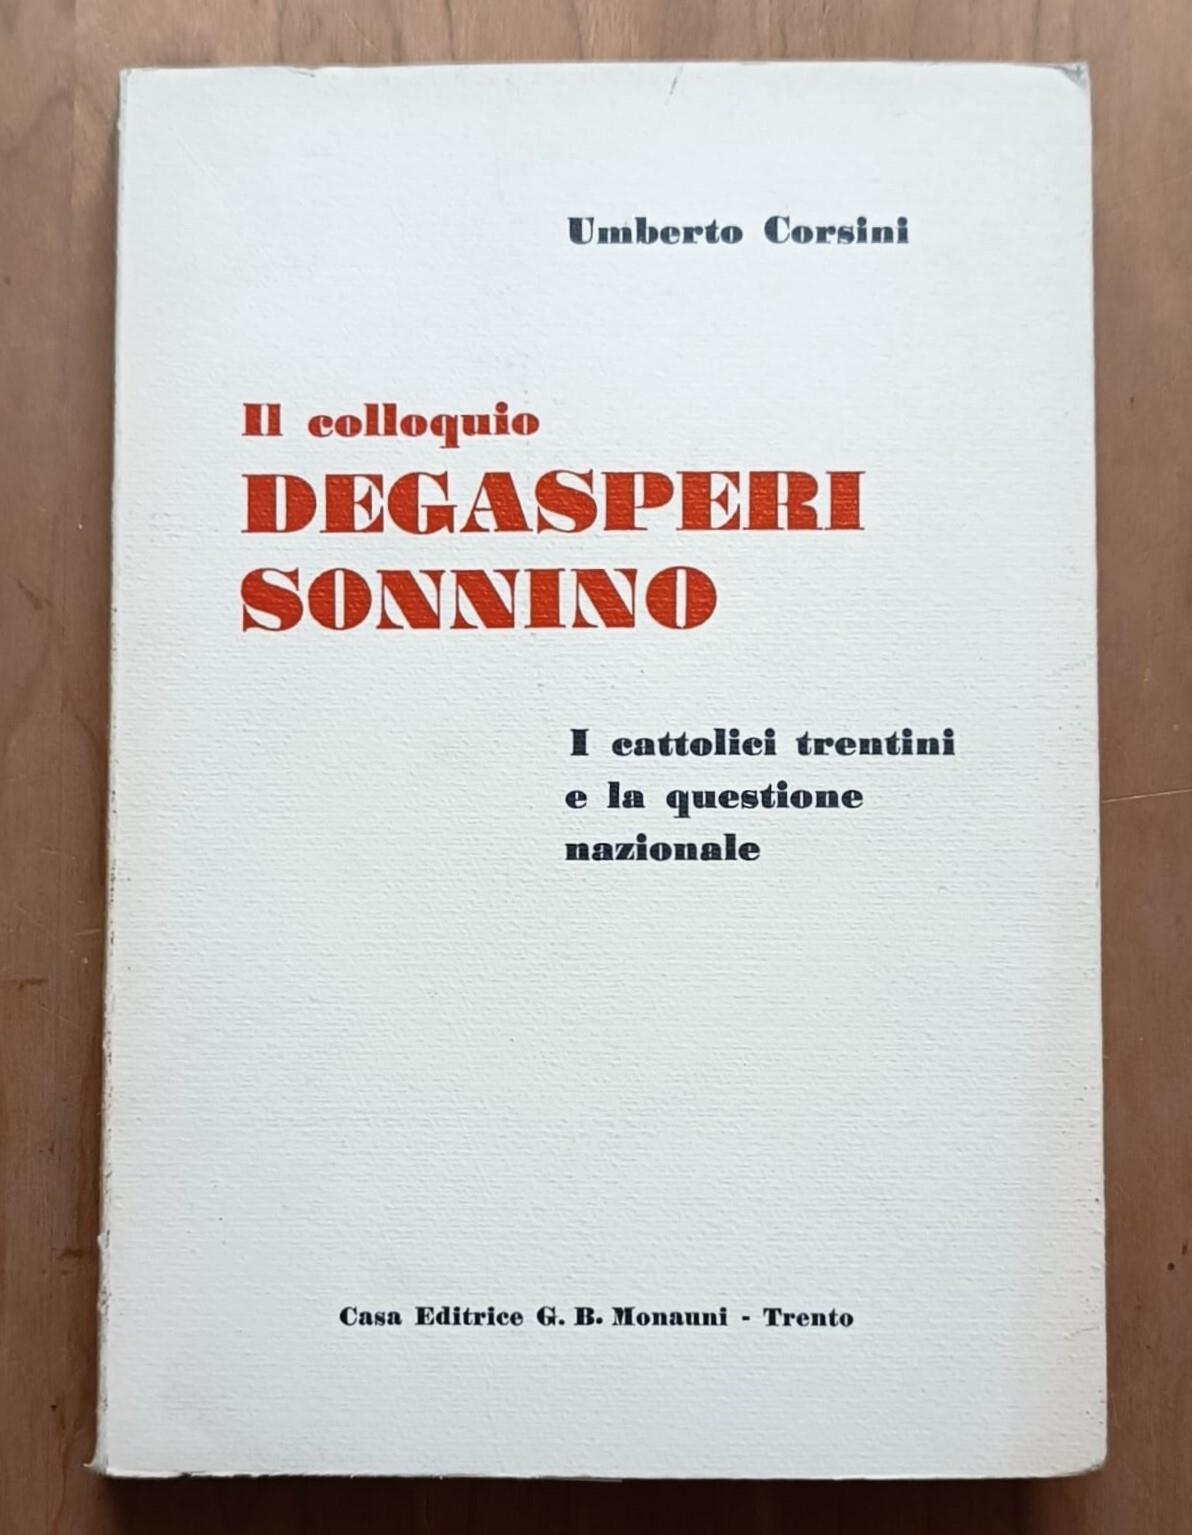 Umberto Corsini
Il colloquio
DEGASPERI
SONNINO
I cattolici trentini
e la questione
nazionale
Casa Editrice G. B. Monauni - Trento